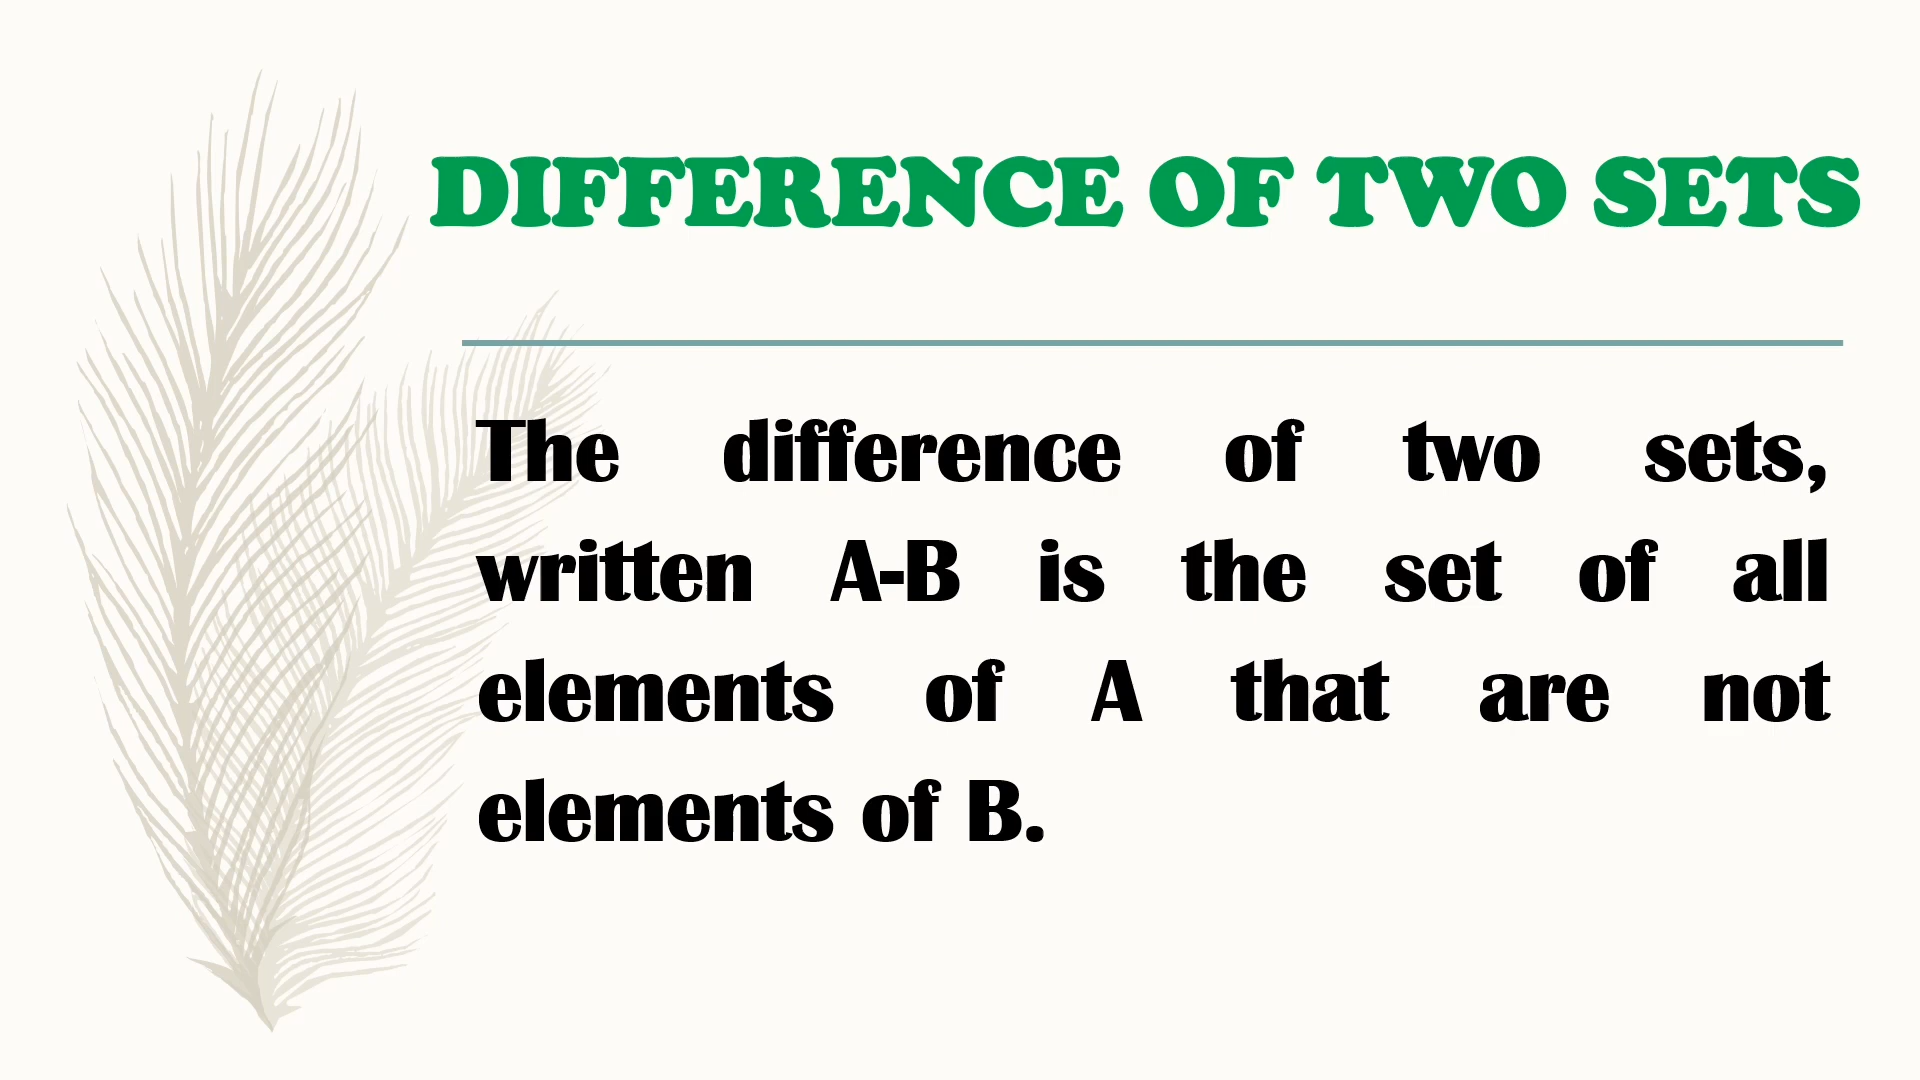 DIFFERENCE OF TWO SETS
The difference of two sets,
written A-B is the set of all
elements of A that are not
elements of B.